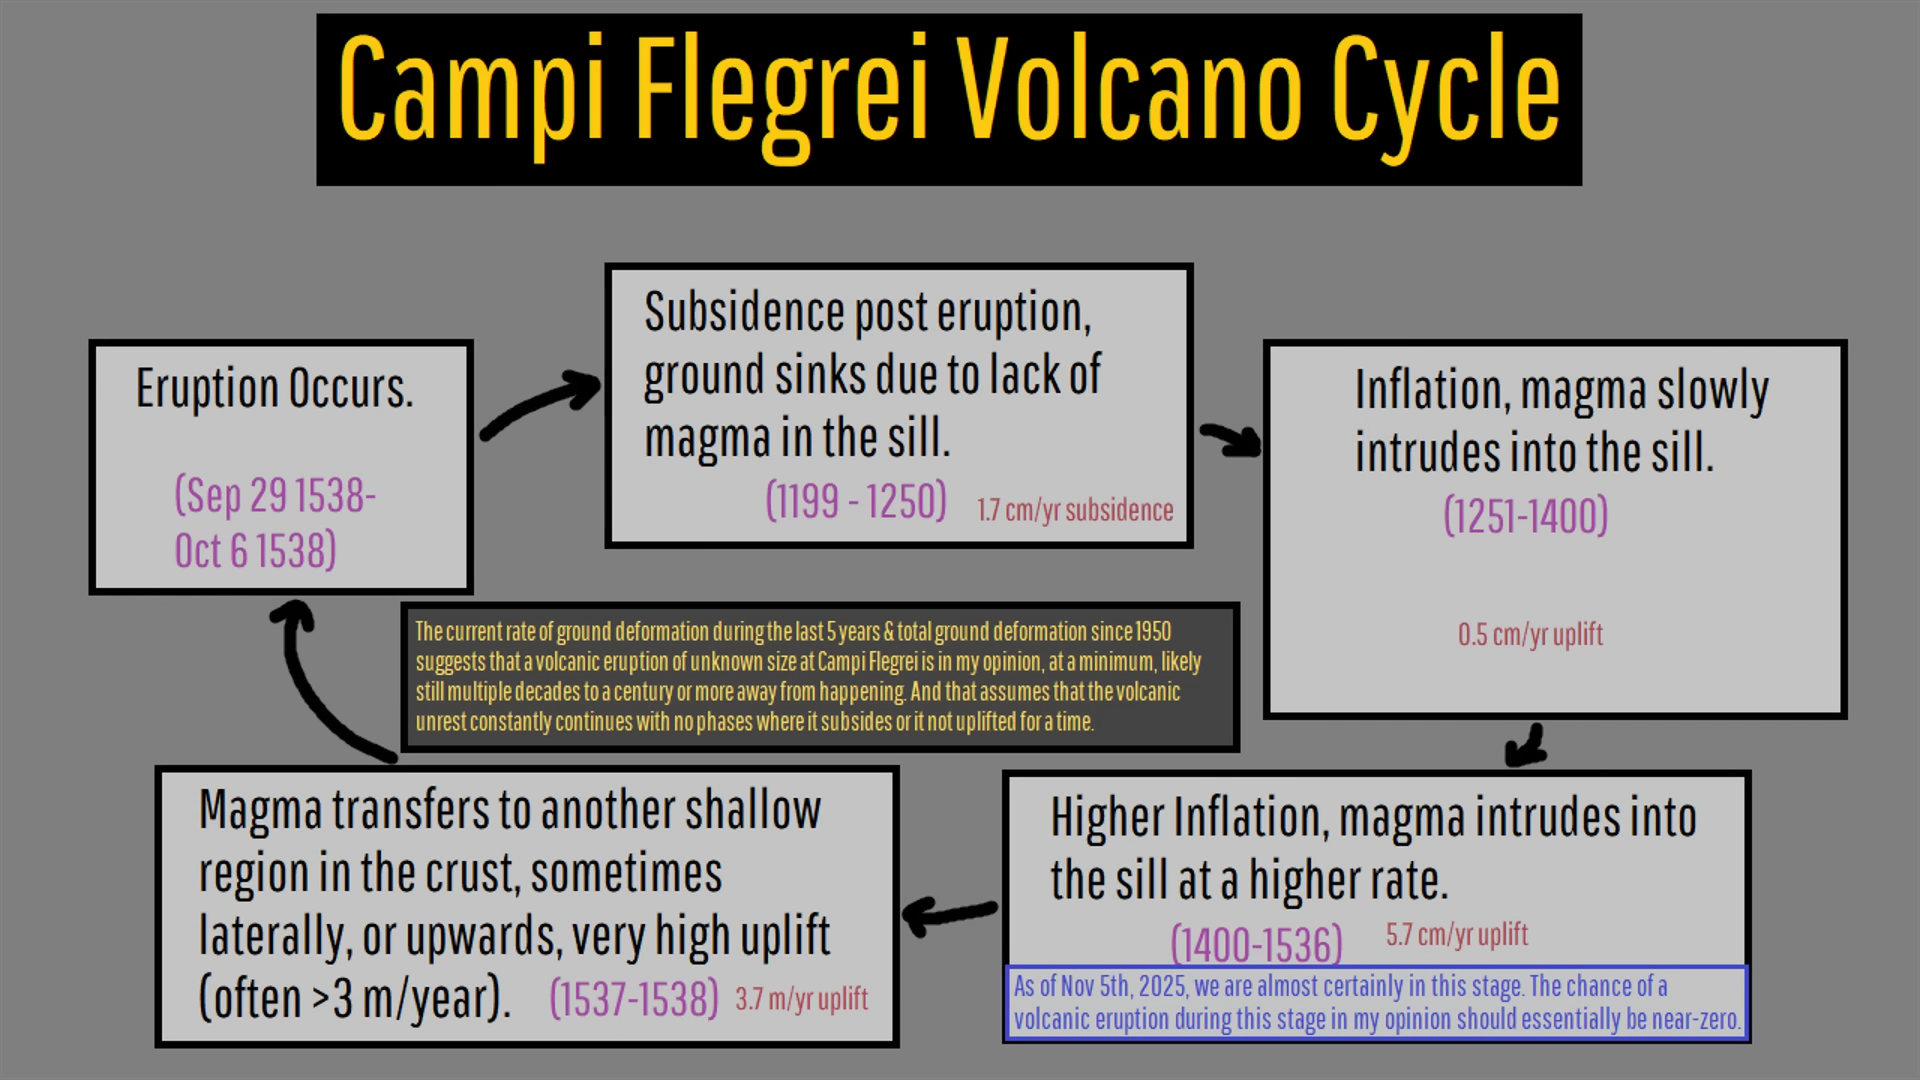 Campi Flegrei Volcano Cycle
Eruption Occurs.
(Sep 29 1538-
Oct 6 1538)
Subsidence post eruption,
ground sinks due to lack of
magma in the sill.
(1199 - 1250) 1.7 cm/yr subsidence
Inflation, magma slowly
intrudes into the sill.
(1251-1400)
0.5 cm/yr uplift
Higher Inflation, magma intrudes into
the sill at a higher rate.
(1400-1536) 5.7 cm/yr uplift
As of Nov 5th, 2025, we are almost certainly in this stage. The chance of a
volcanic eruption during this stage in my opinion should essentially be near-zero.
Magma transfers to another shallow
region in the crust, sometimes
laterally, or upwards, very high uplift
(often >3 m/year). (1537-1538) 3.7 m/yr uplift
The current rate of ground deformation during the last 5 years & total ground deformation since 1950
suggests that a volcanic eruption of unknown size at Campi Flegrei is in my opinion, at a minimum, likely
still multiple decades to a century or more away from happening. And that assumes that the volcanic
unrest constantly continues with no phases where it subsides or it not uplifted for a time.